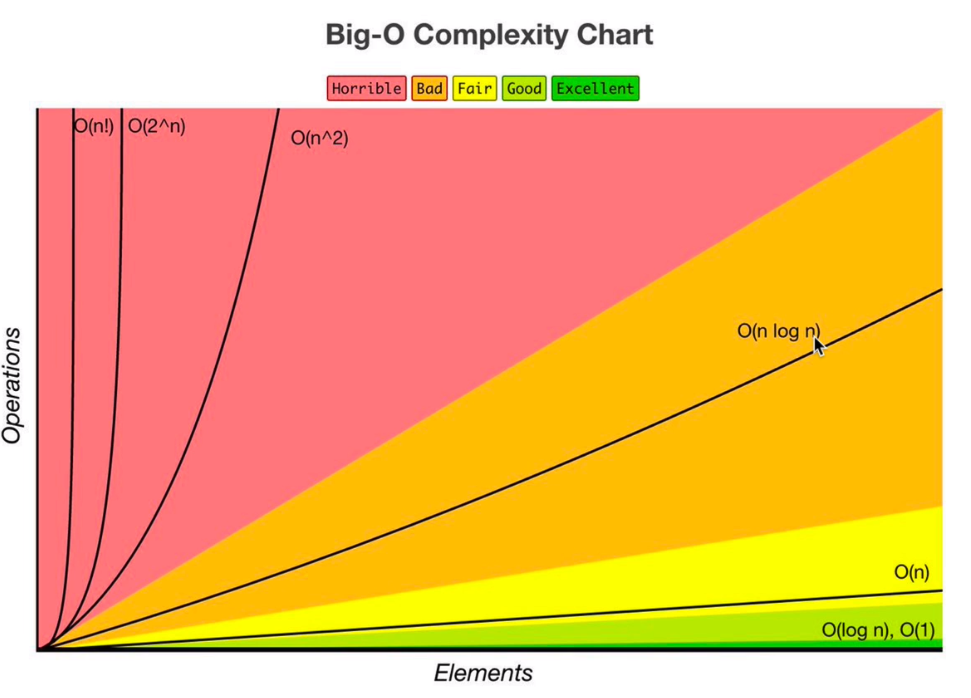 Big-O Complexity Chart
Horrible Bad Fair Good Excellent
O(n!) O(2^n)
O(n^2)
O(n log n)
O(n)
O(log n), O(1)
Operations
Elements